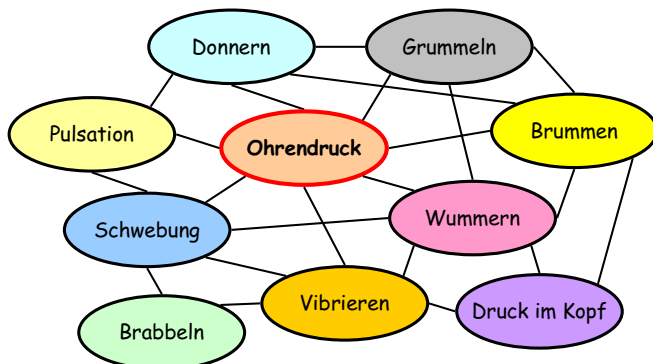 Donnern
Grummeln
Pulsation
Ohrendruck
Brummen
Schwebung
Wummern
Brabbeln
Vibrieren
Druck im Kopf